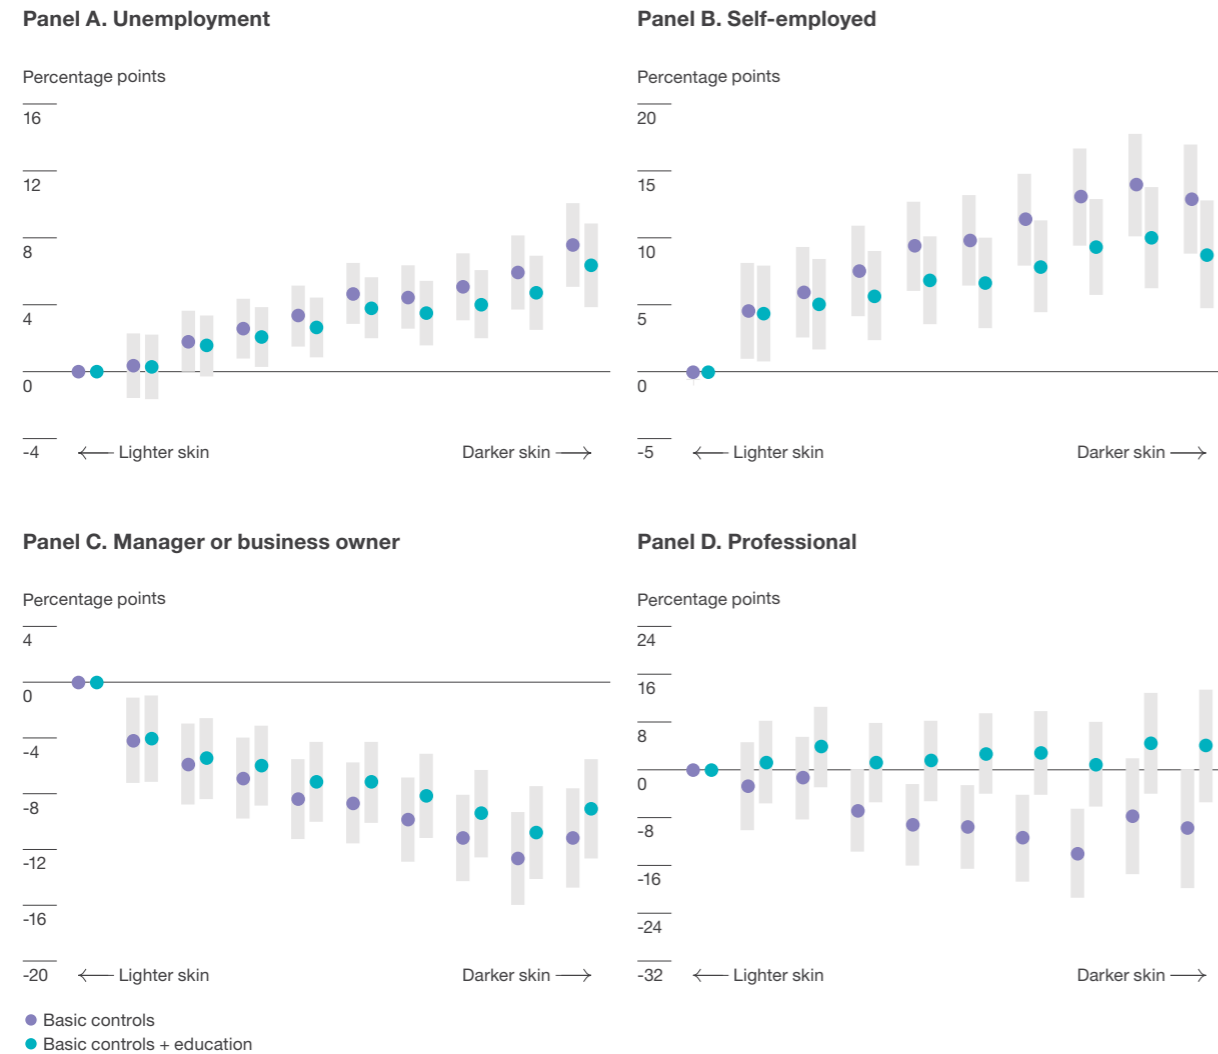 Panel A. Unemployment
Percentage points
16
12
8
4
0
-4
Lighter skin
Darker skin
Panel B. Self-employed
Percentage points
20
15
10
5
0
-5
Lighter skin
Darker skin
Panel C. Manager or business owner
Percentage points
4
0
-4
-8
-12
-16
-20
Lighter skin
Darker skin
Panel D. Professional
Percentage points
24
16
8
0
-8
-16
-24
-32
Lighter skin
Darker skin
Basic controls
Basic controls + education